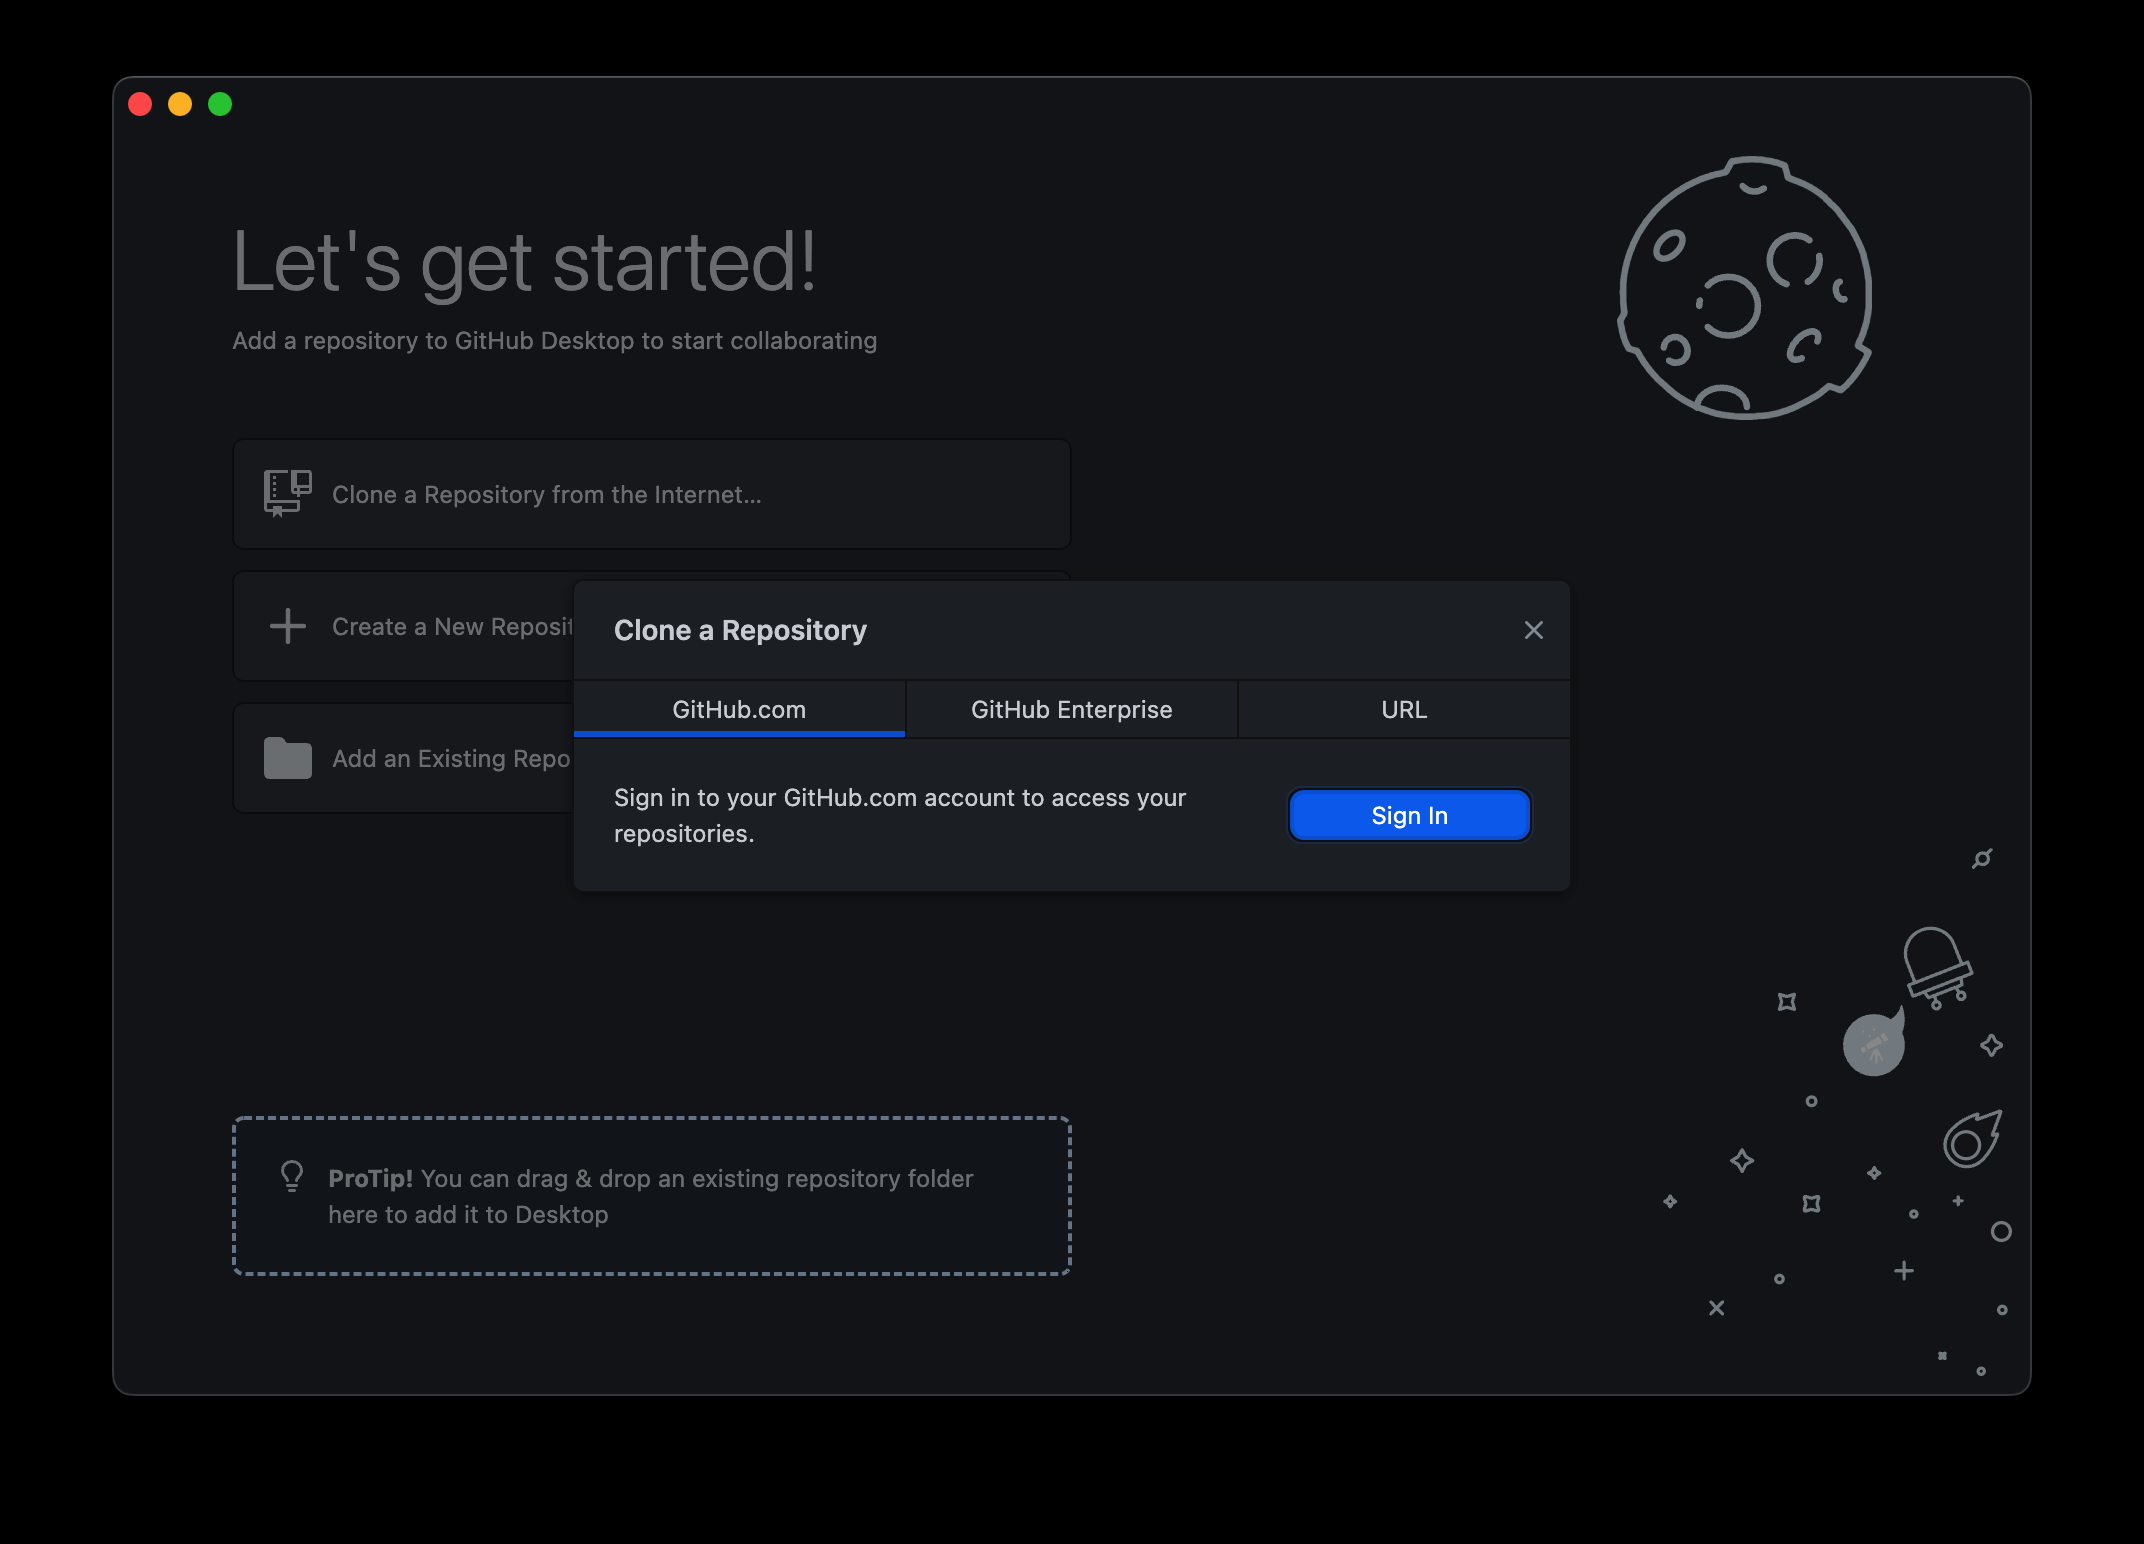 Let's get started!
Add a repository to GitHub Desktop to start collaborating
Clone a Repository from the Internet...
Create a New Reposit
Add an Existing Repo
Clone a Repository
GitHub.com
GitHub Enterprise
URL
Sign in to your GitHub.com account to access your
repositories.
Sign In
ProTip! You can drag & drop an existing repository folder
here to add it to Desktop